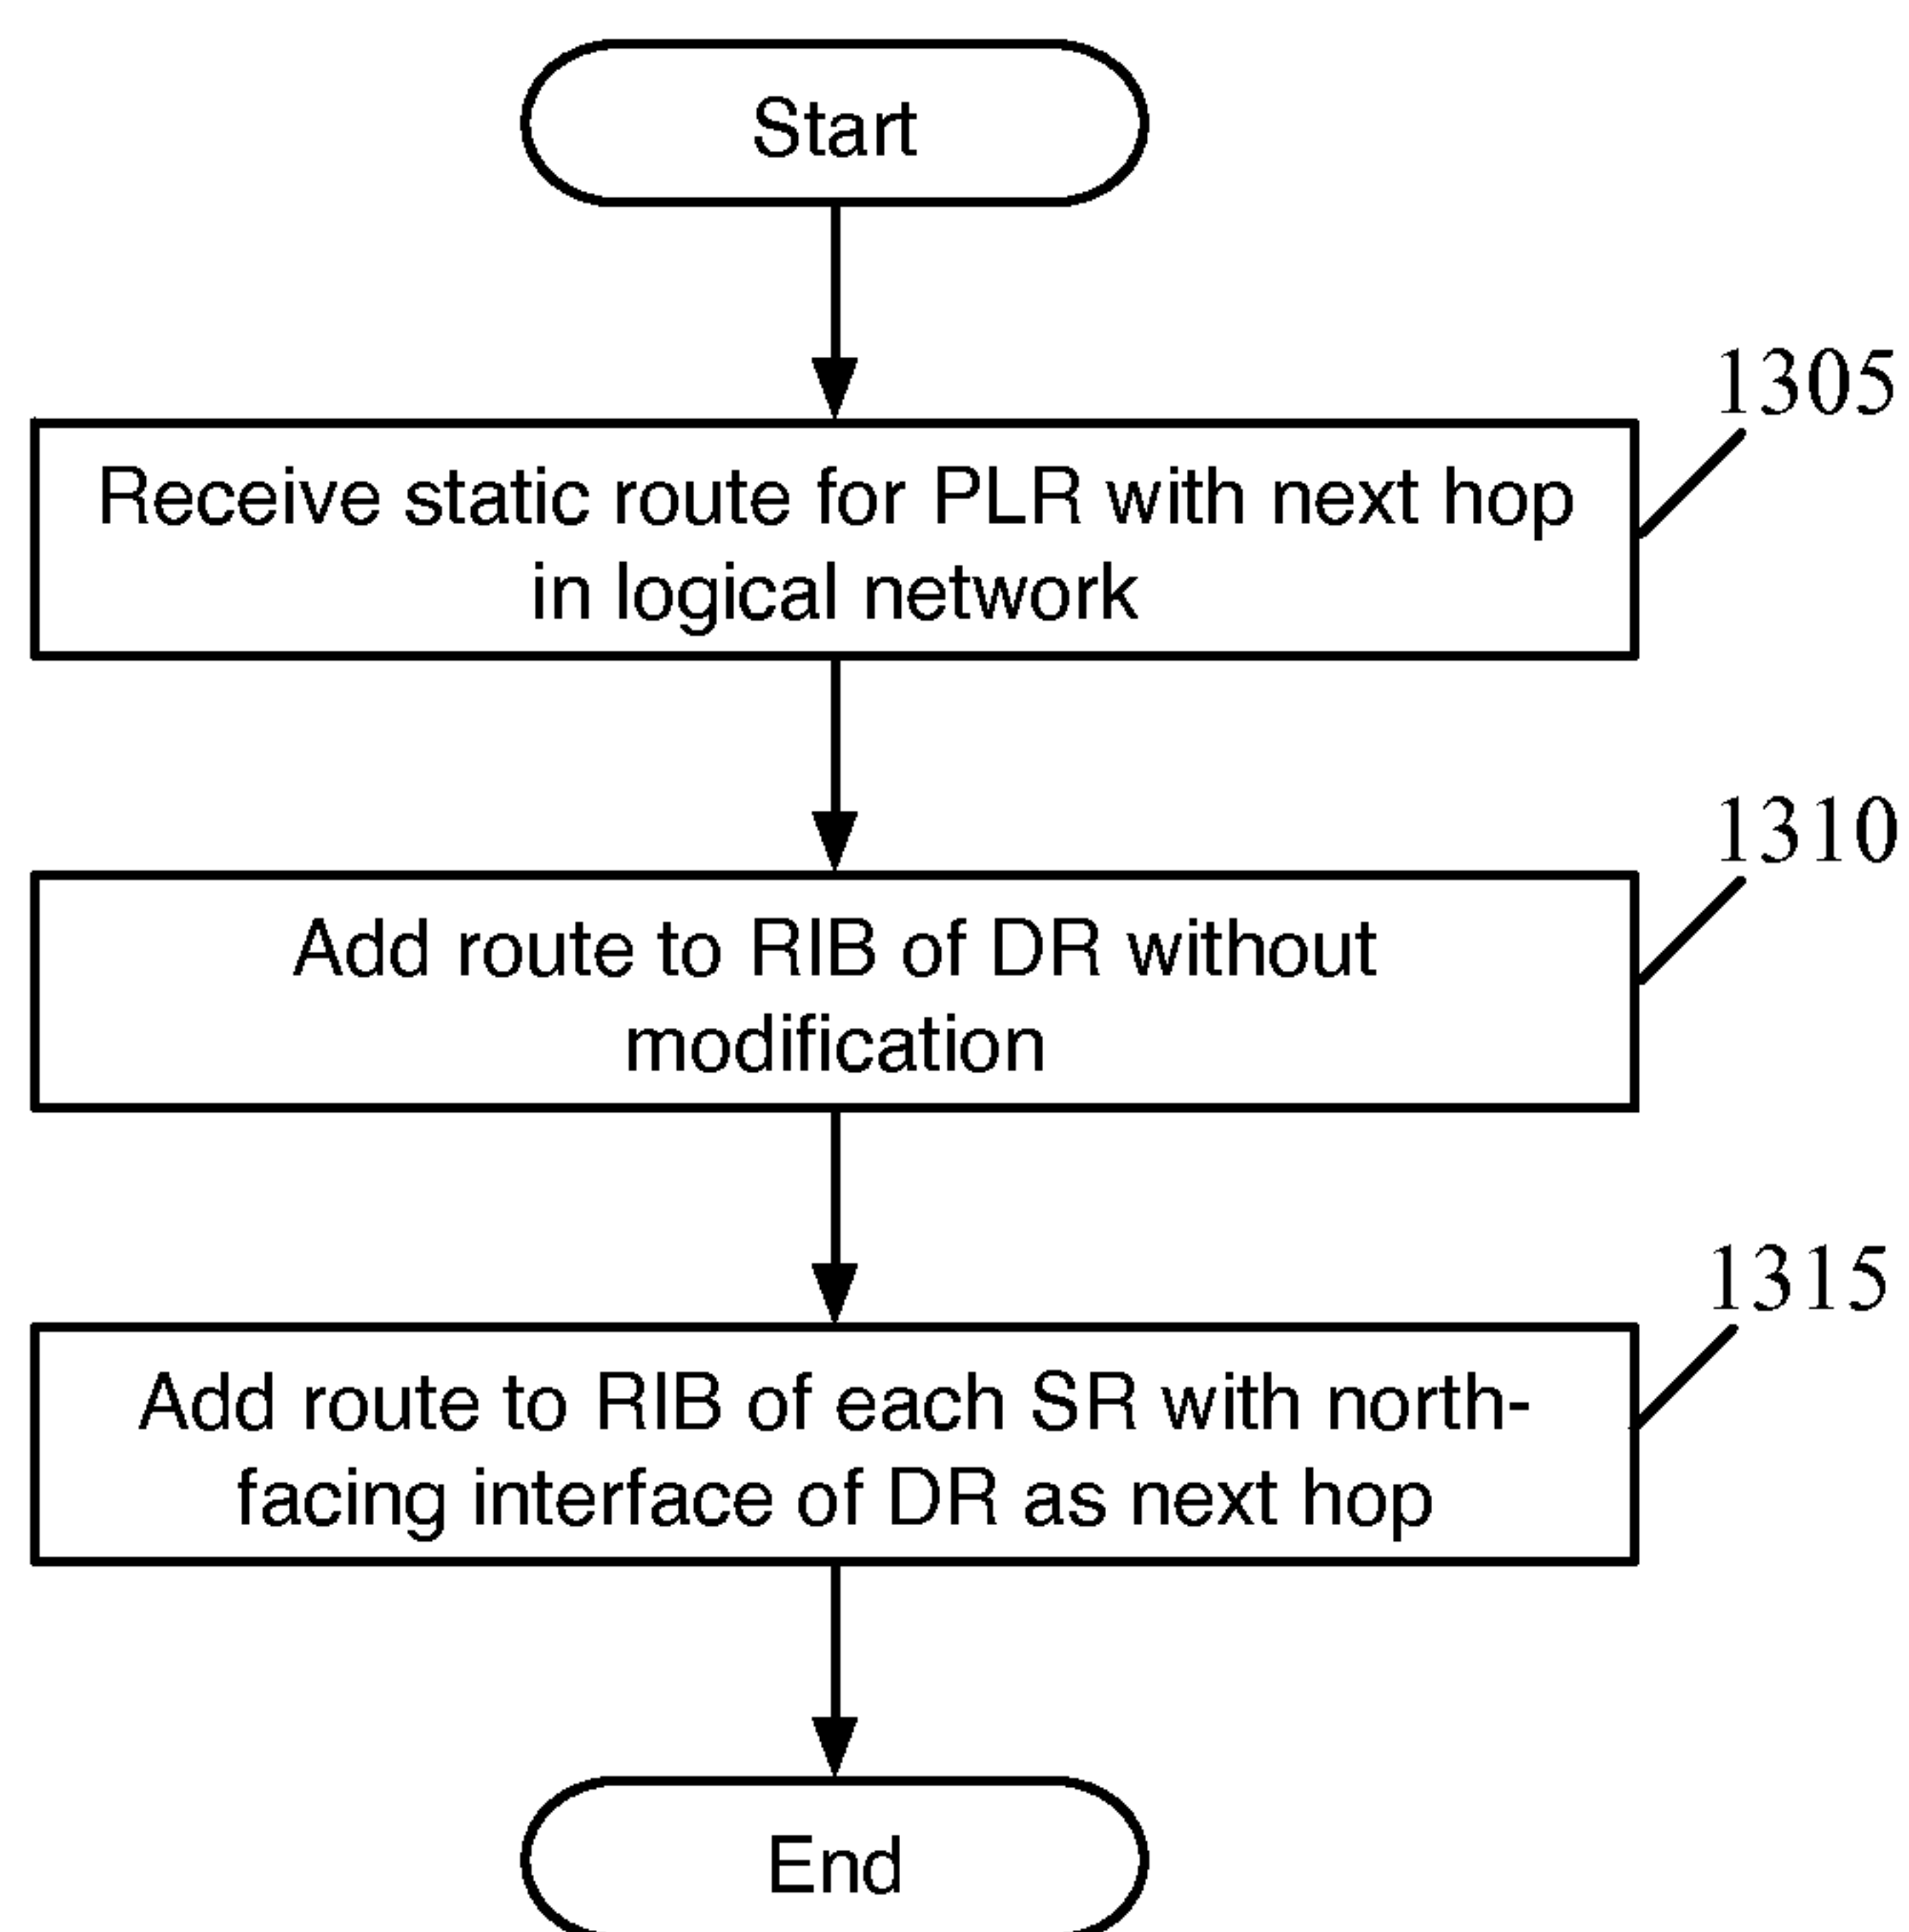 Start
1305
Receive static route for PLR with next hop
in logical network
1310
Add route to RIB of DR without
modification
1315
Add route to RIB of each SR with north-
facing interface of DR as next hop
End